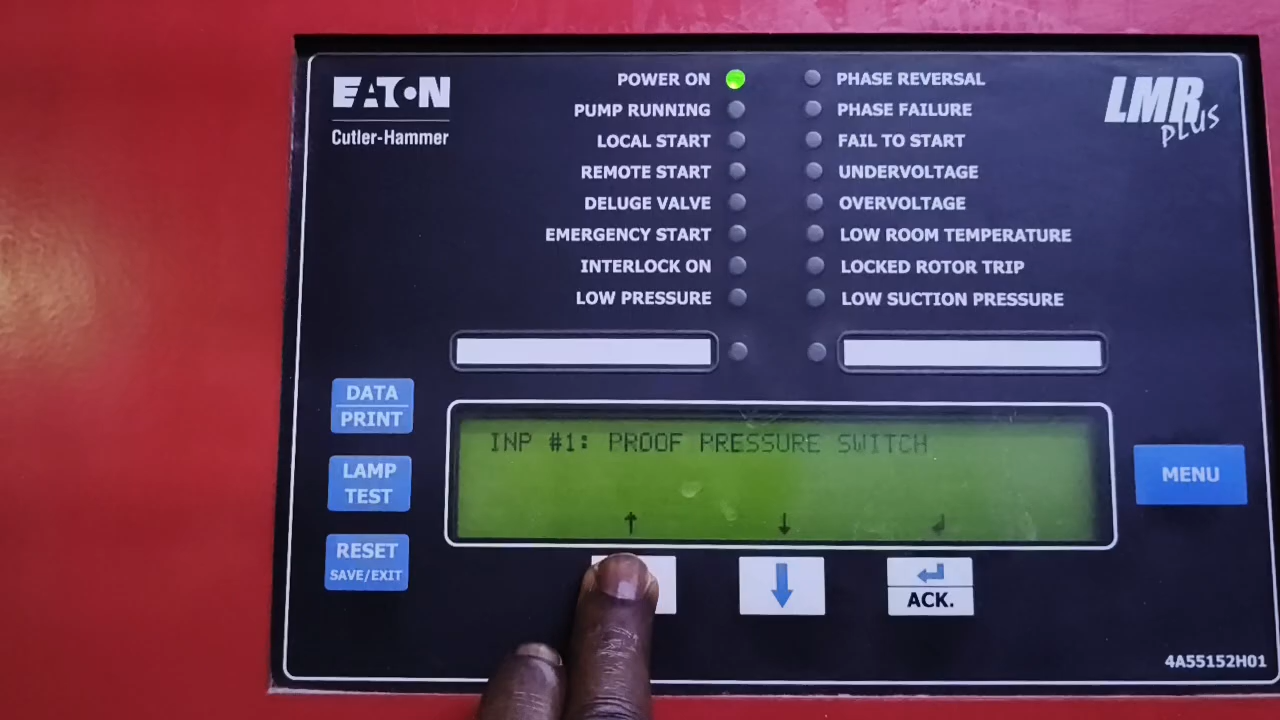 EATON
Cutler-Hammer
LMR
PLUS
POWER ON
PUMP RUNNING
LOCAL START
REMOTE START
DELUGE VALVE
EMERGENCY START
INTERLOCK ON
LOW PRESSURE
PHASE REVERSAL
PHASE FAILURE
FAIL TO START
UNDERVOLTAGE
OVERVOLTAGE
LOW ROOM TEMPERATURE
LOCKED ROTOR TRIP
LOW SUCTION PRESSURE
DATA
PRINT
LAMP
TEST
RESET
SAVE/EXIT
INP #1: PROOF PRESSURE SWITCH
↑ ↓ ↲
MENU
↓
↵
ACK.
4A55152H01